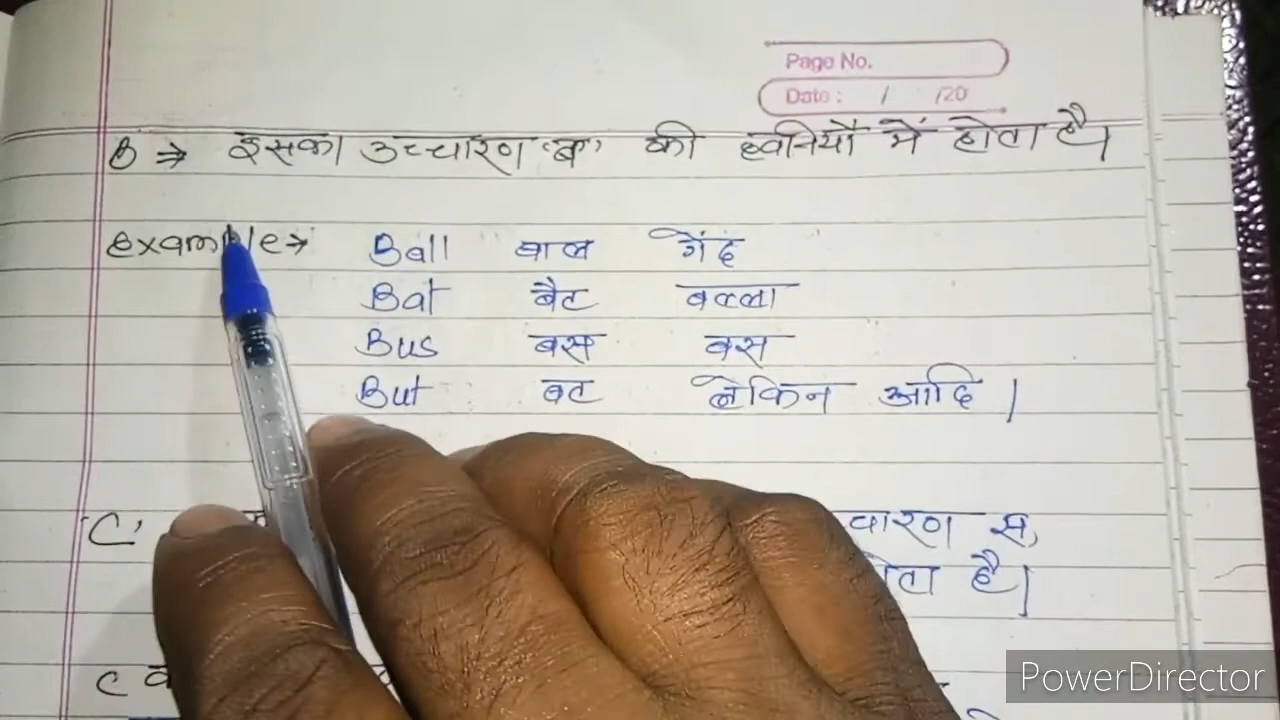 Page No.
Date : / /20
B ⇒ इसका उच्चारण 'ब' की ध्वनियों में होता है।
Example → Ball बाल गेंद
Bat बैट बल्ला
Bus बस बस
But बट लेकिन आदि।
'C' चारण स,
होता है।
C
PowerDirector